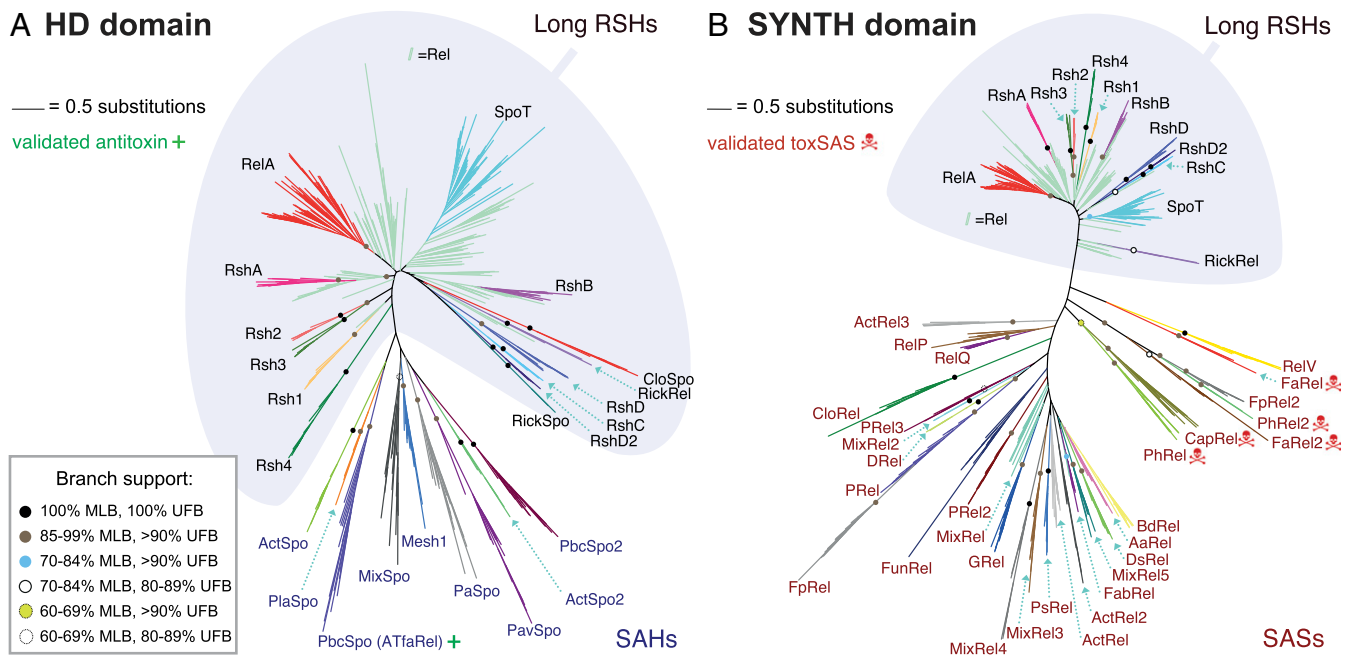 A HD domain
Long RSHs
=Rel
= 0.5 substitutions
validated antitoxin +
SpoT
RelA
RshA
RshB
Rsh2
Rsh3
Rsh1
Rsh4
CloSpo
RickRel
RshD
RshC
RshD2
RickSpo
ActSpo
PlaSpo
PbcSpo (ATfaRel) +
MixSpo
Mesh1
PaSpo
PavSpo
ActSpo2
PbcSpo2
SAHs
Branch support:
100% MLB, 100% UFB
85-99% MLB, >90% UFB
70-84% MLB, >90% UFB
70-84% MLB, 80-89% UFB
60-69% MLB, >90% UFB
60-69% MLB, 80-89% UFB
B SYNTH domain
Long RSHs
= 0.5 substitutions
validated toxSAS
Rsh4
Rsh2
Rsh3
Rsh1
RshA
RshB
RshD
RshD2
RshC
RelA
SpoT
=Rel
RickRel
ActRel3
RelP
RelQ
CloRel
PRel3
MixRel2
DRel
PRel
FpRel
FunRel
PRel2
MixRel
GRel
MixRel4
MixRel3
PsRel
ActRel
ActRel2
FabRel
MixRel5
DsRel
AaRel
BdRel
RelV
FaRel
FpRel2
PhRel2
FaRel2
CapRel
PhRel
SASs